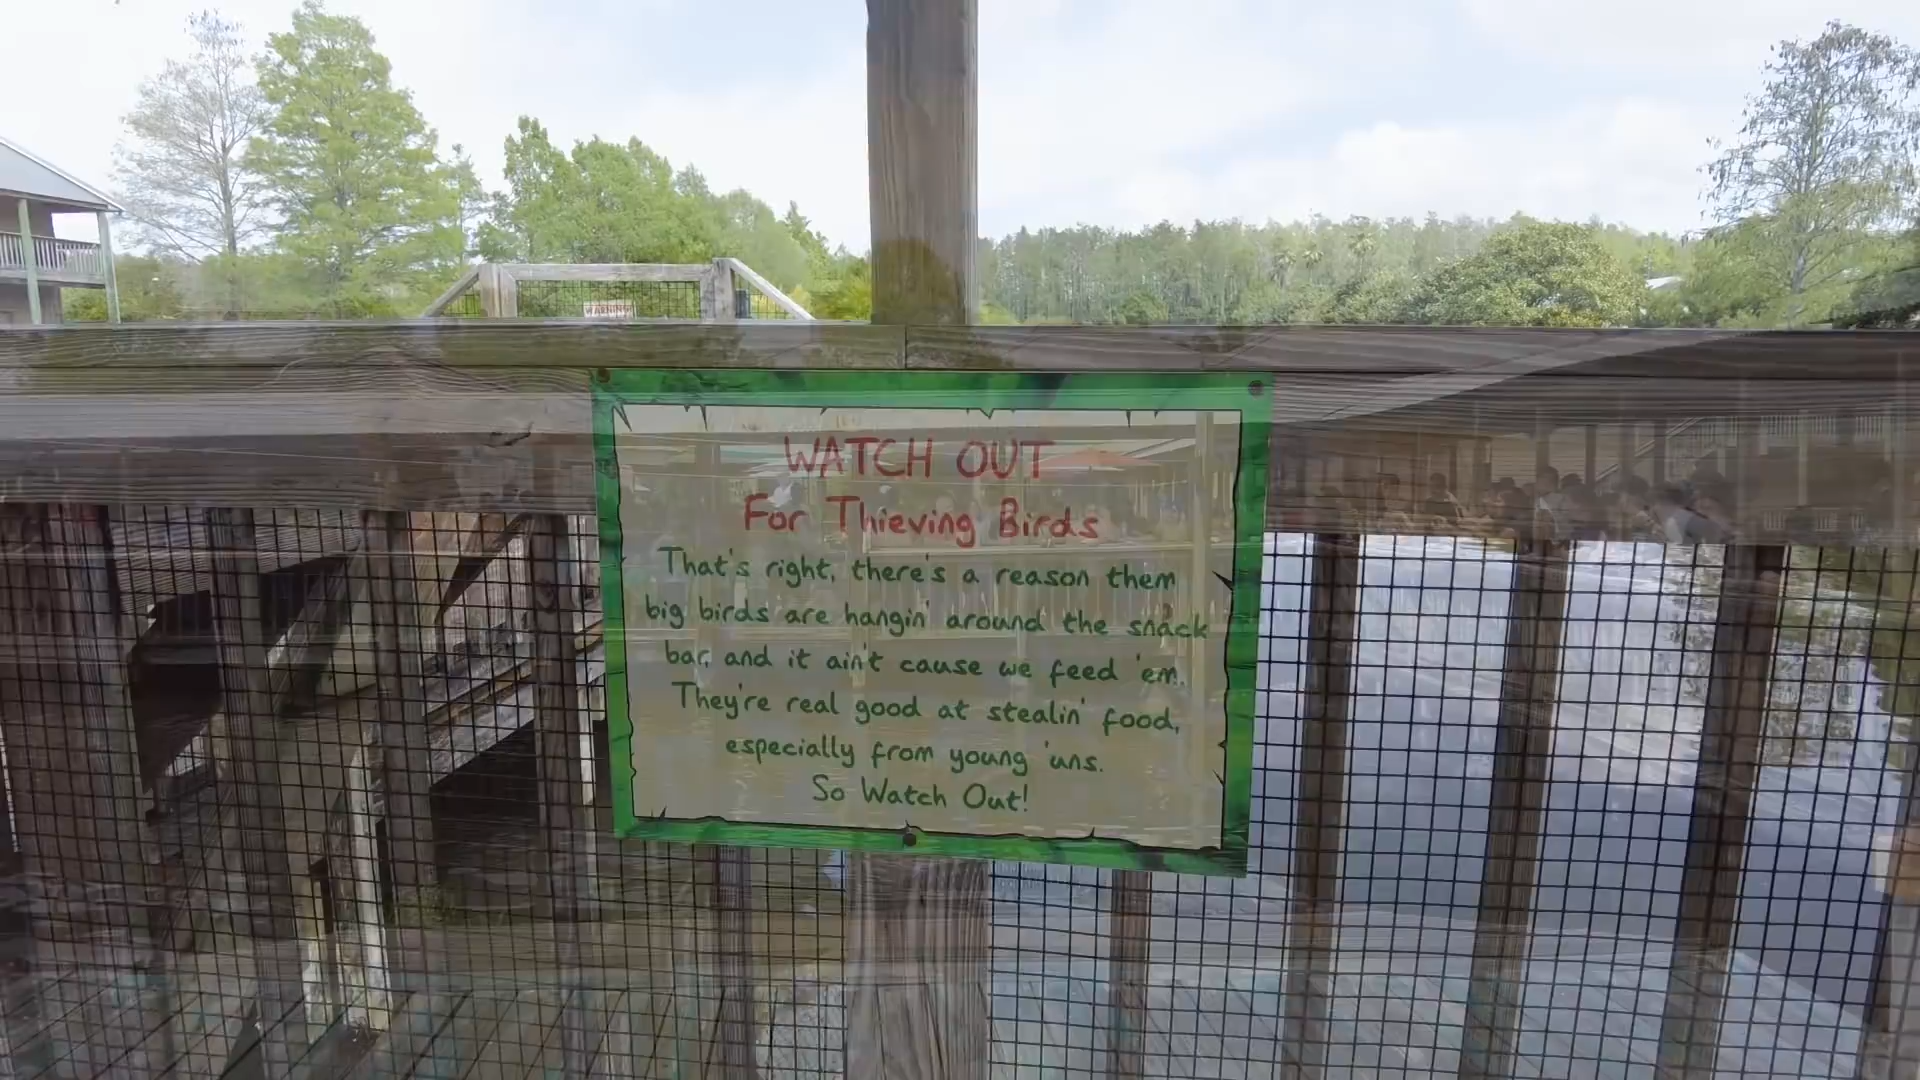 WARNING
WATCH OUT
For Thieving Birds
That's right, there's a reason them
big birds are hangin' around the snack
bar, and it ain't cause we feed 'em.
They're real good at stealin' food,
especially from young 'uns.
So Watch Out!